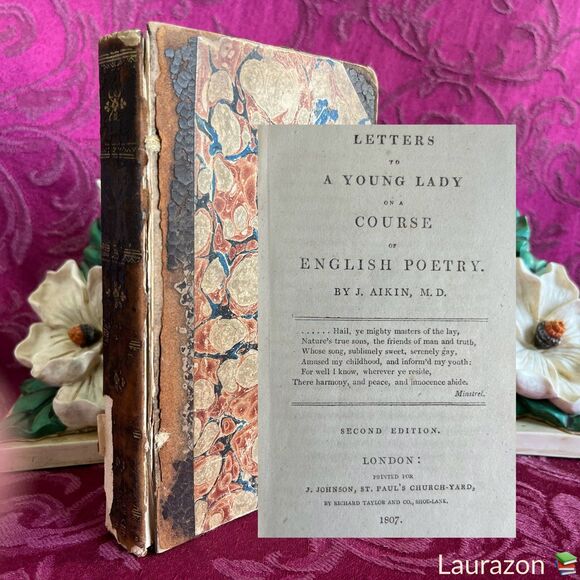 LETTERS
TO
A YOUNG LADY
ON A
COURSE
OF
ENGLISH POETRY.
BY J. AIKIN, M.D.
...... Hail, ye mighty masters of the lay,
Nature's true sons, the friends of man and truth,
Whose song, sublimely sweet, serenely gay,
Amused my childhood, and inform'd my youth:
For well I know, wherever ye reside,
There harmony, and peace, and innocence abide.
Minstrel.
SECOND EDITION.
LONDON:
PRINTED FOR
J. JOHNSON, ST. PAUL'S CHURCH-YARD,
BY RICHARD TAYLOR AND CO., SHOE-LANE.
1807.
Laurazon